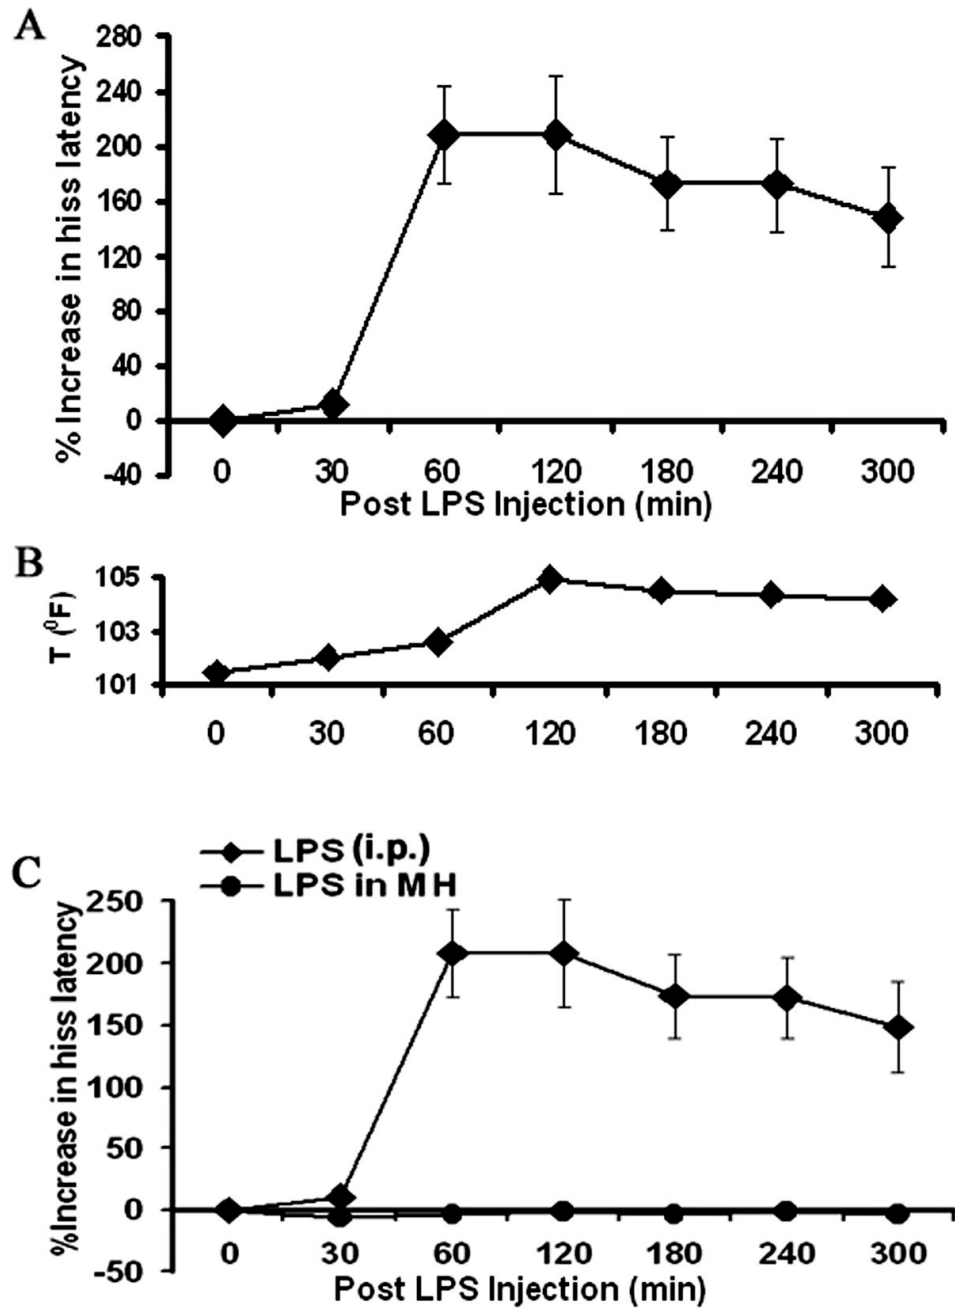 A
% Increase in hiss latency
280
240
200
160
120
80
40
0
-40
0 30 60 120 180 240 300
Post LPS Injection (min)
B
T (⁰F)
105
103
101
0 30 60 120 180 240 300
C
LPS (i.p.)
LPS in MH
%Increase in hiss latency
250
200
150
100
50
0
-50
0 30 60 120 180 240 300
Post LPS Injection (min)